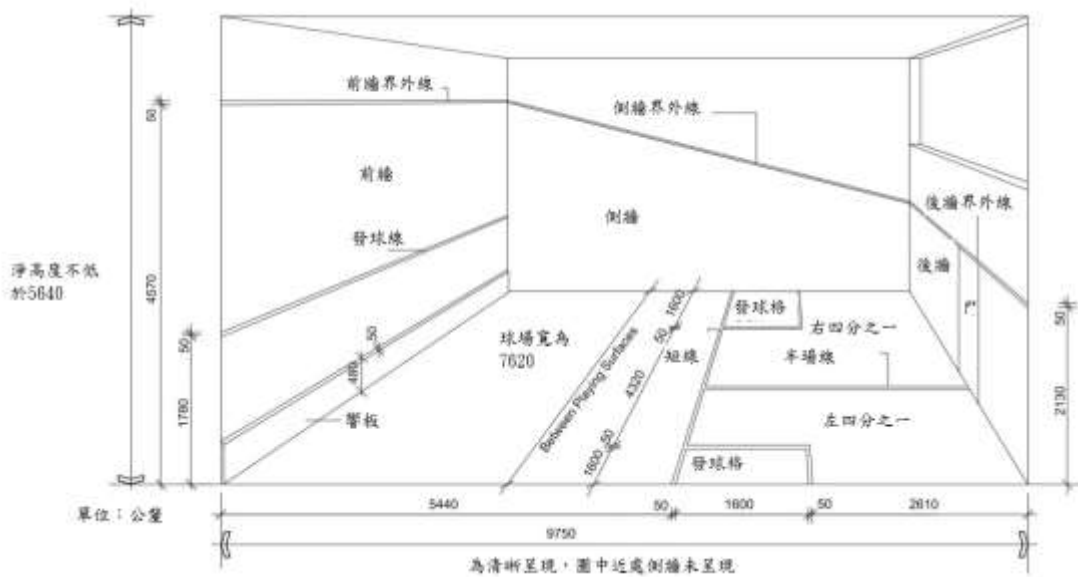 前牆界外線
側牆界外線
50
前牆
側牆
後牆界外線
發球線
後牆
淨高度不低
於5640
4570
門
1600
發球格
50
50
球場寬為
7620
50
短線
右四分之一
50
半場線
480
Between Playing Surfaces
4320
1780
響板
左四分之一
2130
1600
50
發球格
單位：公釐
5440
50
1600
50
2610
9750
為清晰呈現，圖中近處側牆未呈現